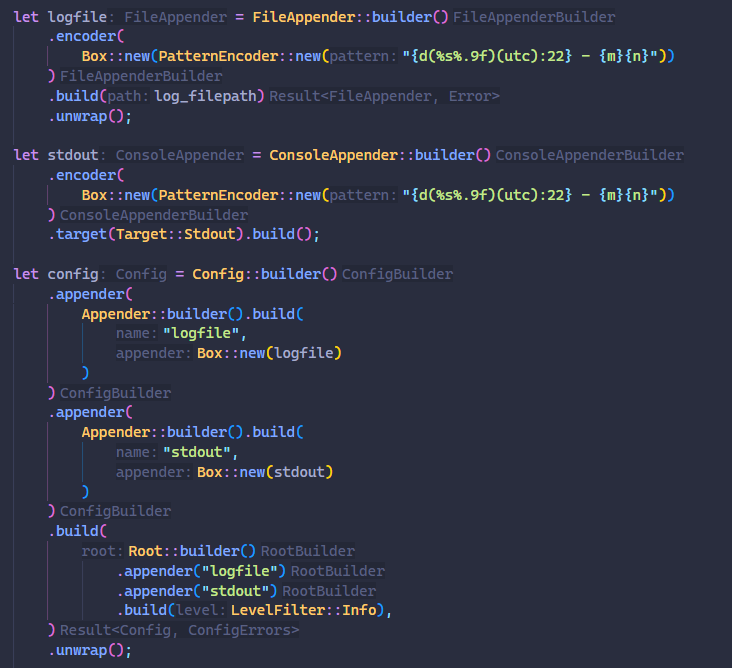 let logfile: FileAppender = FileAppender::builder() FileAppenderBuilder
.encoder(
Box::new(PatternEncoder::new(pattern: "{d(%s%.9f)(utc):22} – {m}{n}"))
) FileAppenderBuilder
.build(path: log_filepath) Result<FileAppender, Error>
.unwrap();
let stdout: ConsoleAppender = ConsoleAppender::builder() ConsoleAppenderBuilder
.encoder(
Box::new(PatternEncoder::new(pattern: "{d(%s%.9f)(utc):22} – {m}{n}"))
) ConsoleAppenderBuilder
.target(Target::Stdout).build();
let config: Config = Config::builder() ConfigBuilder
.appender(
Appender::builder().build(
name: "logfile",
appender: Box::new(logfile)
)
) ConfigBuilder
.appender(
Appender::builder().build(
name: "stdout",
appender: Box::new(stdout)
)
) ConfigBuilder
.build(
root: Root::builder() RootBuilder
.appender("logfile") RootBuilder
.appender("stdout") RootBuilder
.build(level: LevelFilter::Info),
) Result<Config, ConfigErrors>
.unwrap();